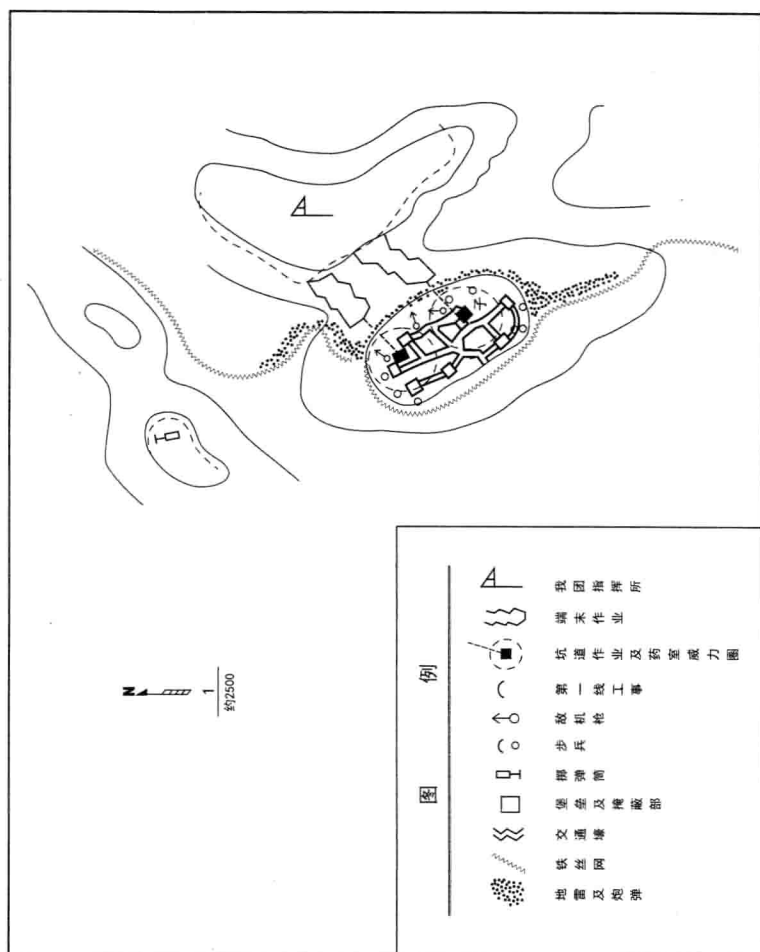 N
1
约2500
图例
我团指挥所
端末作业
坑道作业及药室威力圈
第一线工事
敌机枪
步兵
掷弹筒
堡垒及掩蔽部
交通壕
铁丝网
地雷及炮弹